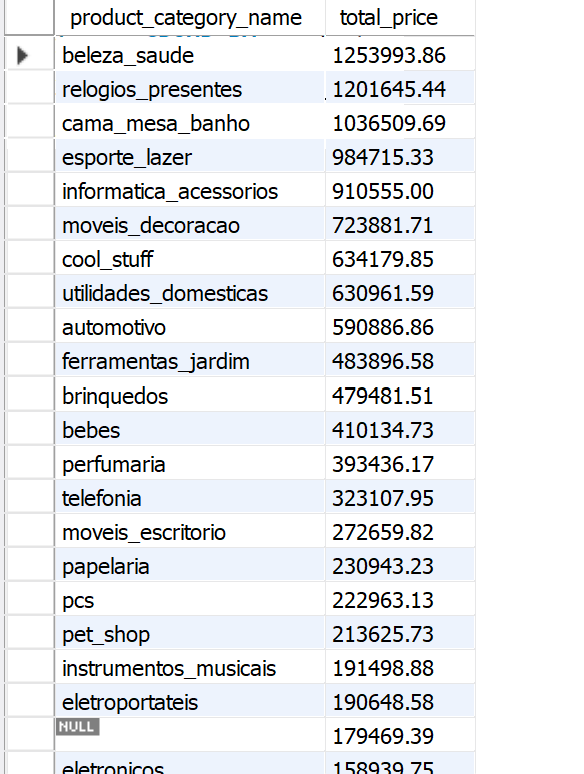 product_category_name total_price
beleza_saude 1253993.86
relogios_presentes 1201645.44
cama_mesa_banho 1036509.69
esporte_lazer 984715.33
informatica_acessorios 910555.00
moveis_decoracao 723881.71
cool_stuff 634179.85
utilidades_domesticas 630961.59
automotivo 590886.86
ferramentas_jardim 483896.58
brinquedos 479481.51
bebes 410134.73
perfumaria 393436.17
telefonia 323107.95
moveis_escritorio 272659.82
papelaria 230943.23
pcs 222963.13
pet_shop 213625.73
instrumentos_musicais 191498.88
eletroportateis 190648.58
NULL 179469.39
eletronicos 158939.75